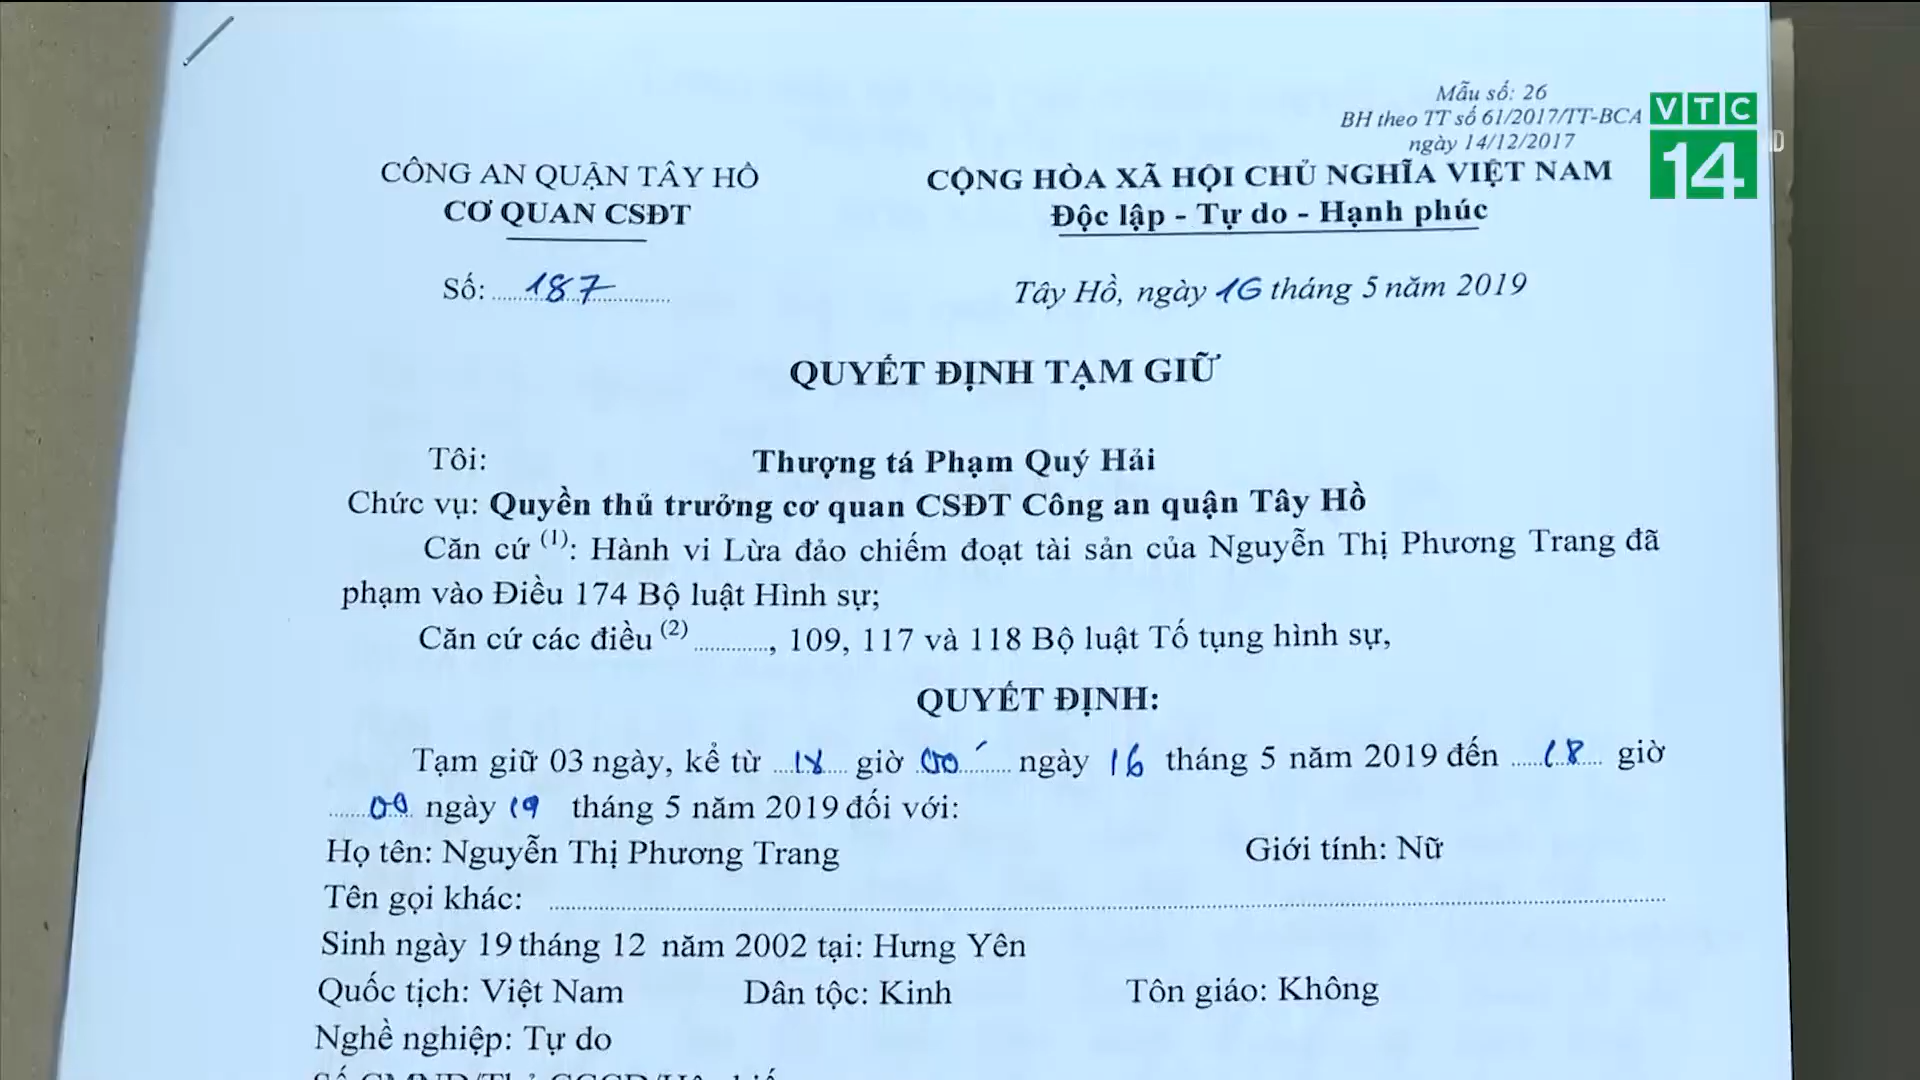 Mẫu số: 26
BH theo TT số 61/2017/TT-BCA
ngày 14/12/2017
VTC
14
HD
CÔNG AN QUẬN TÂY HỒ
CƠ QUAN CSĐT
CỘNG HÒA XÃ HỘI CHỦ NGHĨA VIỆT NAM
Độc lập - Tự do - Hạnh phúc
Số: 187
Tây Hồ, ngày 16 tháng 5 năm 2019
QUYẾT ĐỊNH TẠM GIỮ
Tôi: Thượng tá Phạm Quý Hải
Chức vụ: Quyền thủ trưởng cơ quan CSĐT Công an quận Tây Hồ
Căn cứ (1): Hành vi Lừa đảo chiếm đoạt tài sản của Nguyễn Thị Phương Trang đã
phạm vào Điều 174 Bộ luật Hình sự;
Căn cứ các điều (2) ............., 109, 117 và 118 Bộ luật Tố tụng hình sự,
QUYẾT ĐỊNH:
Tạm giữ 03 ngày, kể từ 18 giờ 00 ngày 16 tháng 5 năm 2019 đến 18 giờ
00 ngày 19 tháng 5 năm 2019 đối với:
Họ tên: Nguyễn Thị Phương Trang Giới tính: Nữ
Tên gọi khác:
Sinh ngày 19 tháng 12 năm 2002 tại: Hưng Yên
Quốc tịch: Việt Nam Dân tộc: Kinh Tôn giáo: Không
Nghề nghiệp: Tự do